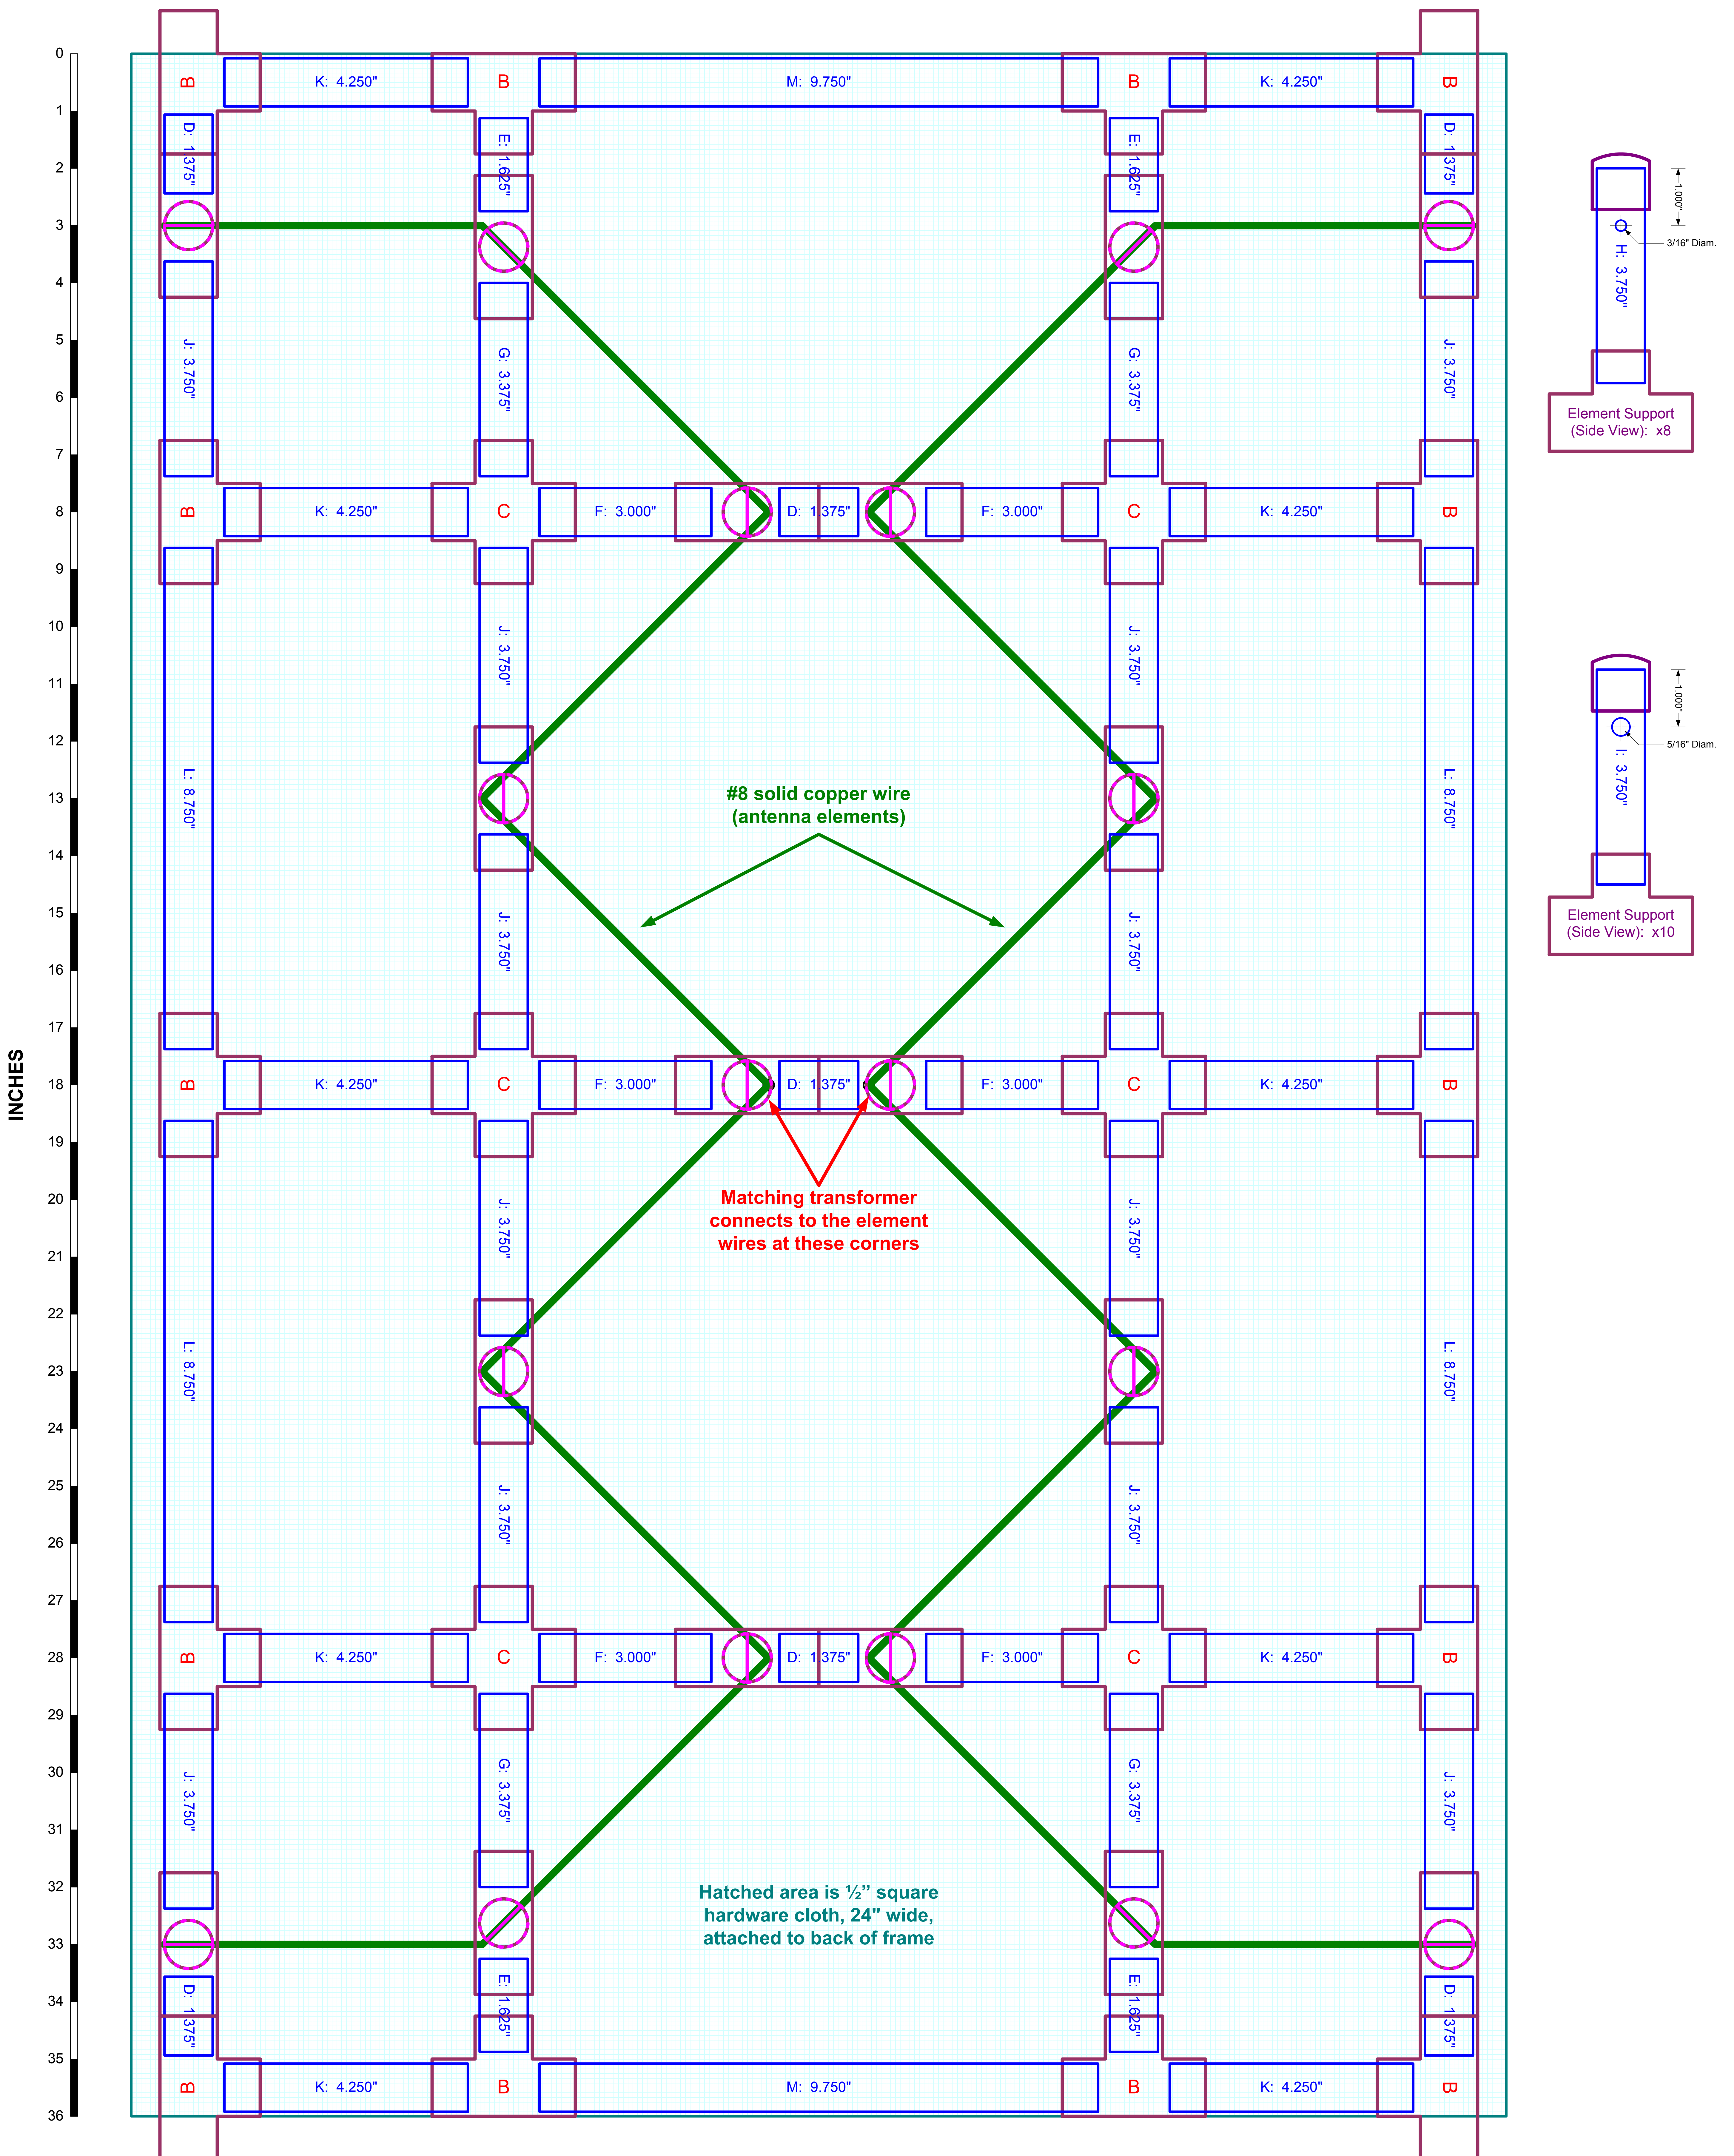 INCHES
0
1
2
3
4
5
6
7
8
9
10
11
12
13
14
15
16
17
18
19
20
21
22
23
24
25
26
27
28
29
30
31
32
33
34
35
36
B K: 4.250" B M: 9.750" B K: 4.250" B
D: 1.375" E: 1.625" E: 1.625" D: 1.375"
J: 3.750" G: 3.375" G: 3.375" J: 3.750"
B K: 4.250" C F: 3.000" D: 1.375" F: 3.000" C K: 4.250" B
J: 3.750" J: 3.750"
L: 8.750" L: 8.750"
#8 solid copper wire
(antenna elements)
J: 3.750" J: 3.750"
B K: 4.250" C F: 3.000" D: 1.375" F: 3.000" C K: 4.250" B
Matching transformer
connects to the element
wires at these corners
J: 3.750" J: 3.750"
L: 8.750" L: 8.750"
J: 3.750" J: 3.750"
B K: 4.250" C F: 3.000" D: 1.375" F: 3.000" C K: 4.250" B
J: 3.750" G: 3.375" G: 3.375" J: 3.750"
Hatched area is ½” square
hardware cloth, 24" wide,
attached to back of frame
D: 1.375" E: 1.625" E: 1.625" D: 1.375"
B K: 4.250" B M: 9.750" B K: 4.250" B
1.000"
3/16" Diam.
H: 3.750"
Element Support
(Side View): x8
1.000"
5/16" Diam.
I: 3.750"
Element Support
(Side View): x10